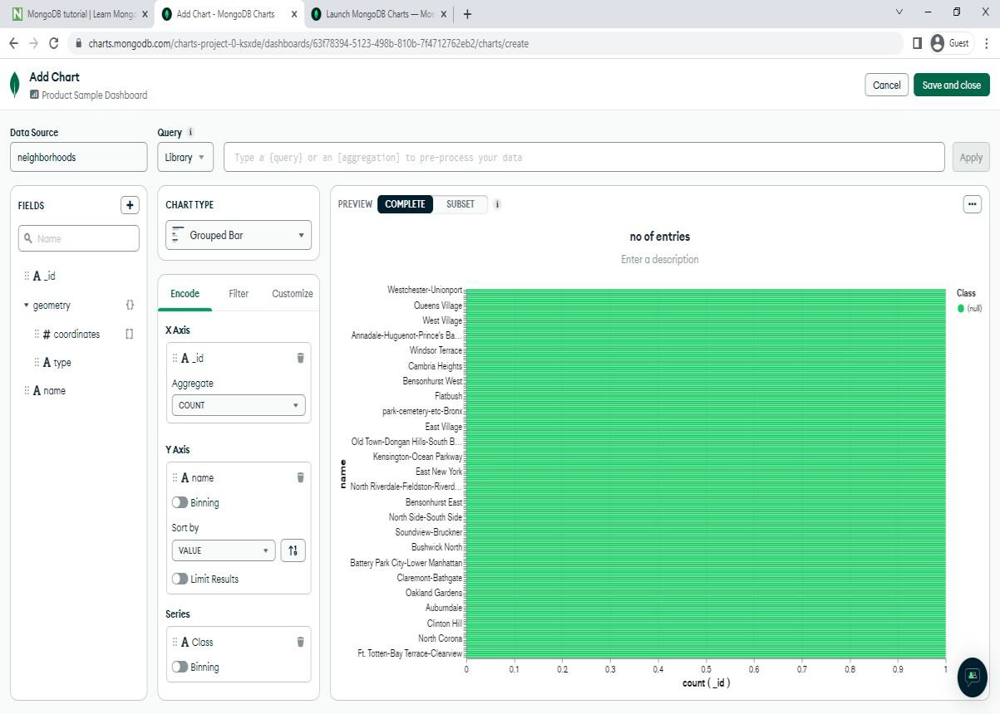 MongoDB tutorial | Learn Mong
Add Chart - MongoDB Charts
Launch MongoDB Charts — Mon
charts.mongodb.com/charts-project-0-ksxde/dashboards/63f78394-5123-498b-810b-7f4712762eb2/charts/create
Guest
Add Chart
Product Sample Dashboard
Cancel
Save and close
Data Source
Query i
neighborhoods
Library
Type a {query} or an [aggregation] to pre-process your data
Apply
FIELDS
+
Name
A _id
geometry {}
# coordinates []
A type
A name
CHART TYPE
Grouped Bar
Encode
Filter
Customize
X Axis
A _id
Aggregate
COUNT
Y Axis
A name
Binning
Sort by
VALUE
Limit Results
Series
A Class
Binning
PREVIEW
COMPLETE
SUBSET
i
no of entries
Enter a description
name
Westchester-Unionport
Queens Village
West Village
Annadale-Huguenot-Prince's Ba...
Windsor Terrace
Cambria Heights
Bensonhurst West
Flatbush
park-cemetery-etc-Bronx
East Village
Old Town-Dongan Hills-South B...
Kensington-Ocean Parkway
East New York
North Riverdale-Fieldston-Riverd...
Bensonhurst East
North Side-South Side
Soundview-Bruckner
Bushwick North
Battery Park City-Lower Manhattan
Claremont-Bathgate
Oakland Gardens
Auburndale
Clinton Hill
North Corona
Ft. Totten-Bay Terrace-Clearview
0 0.1 0.2 0.3 0.4 0.5 0.6 0.7 0.8 0.9 1
count ( _id )
Class
(null)